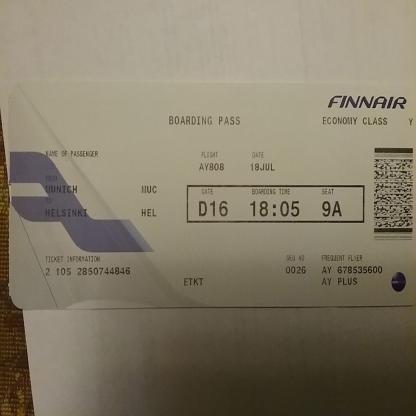 FINNAIR
BOARDING PASS ECONOMY CLASS Y
NAME OF PASSENGER FLIGHT DATE
AY808 18JUL
FROM
MUNICH MUC
GATE BOARDING TIME SEAT
TO
D16 18:05 9A
HELSINKI HEL
TICKET INFORMATION SEQ NO FREQUENT FLYER
2 105 2850744846 0026 AY 678535600
ETKT AY PLUS